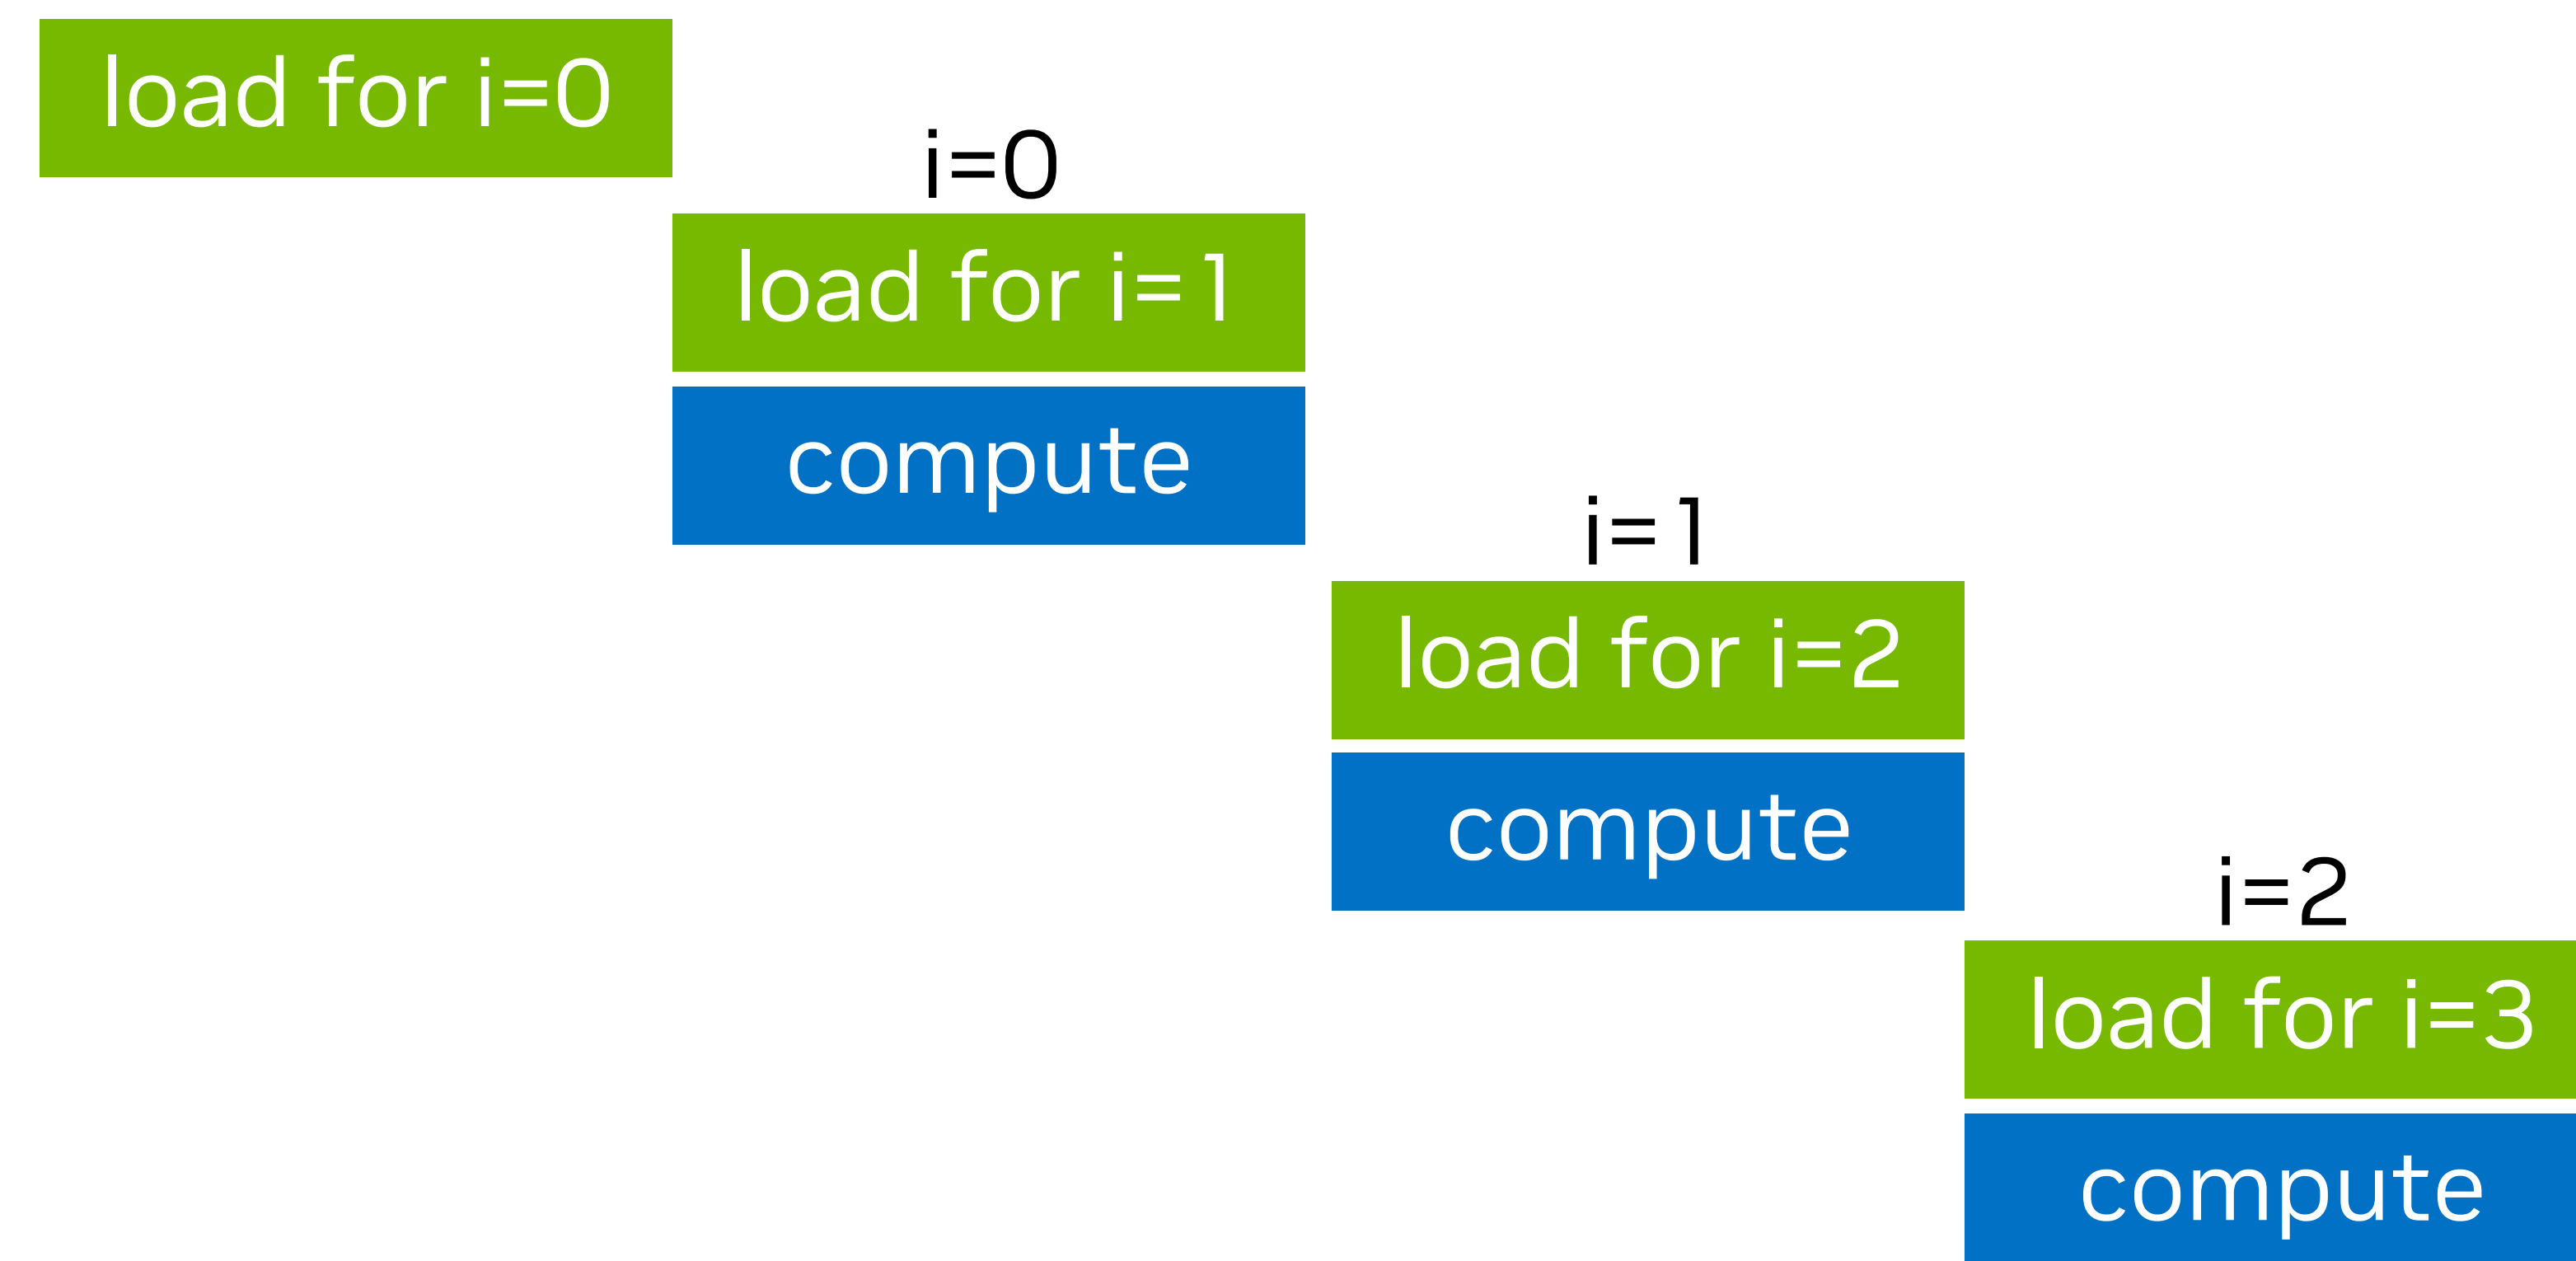 load for i=0
i=0
load for i=1
compute
i=1
load for i=2
compute
i=2
load for i=3
compute